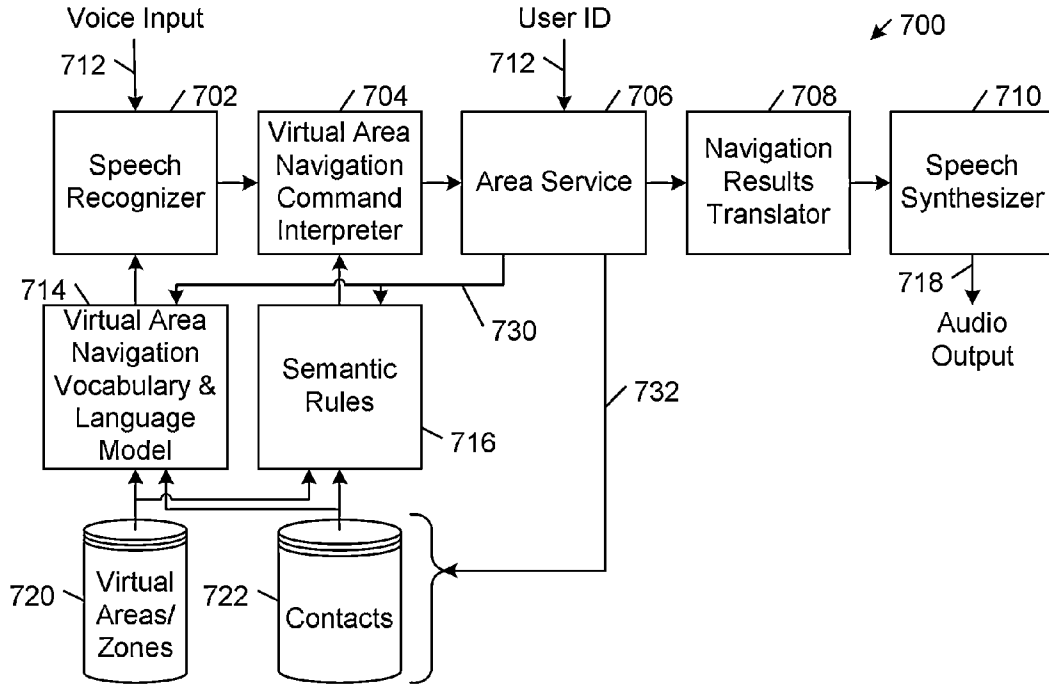 Voice Input
User ID
700
712
712
702
704
706
708
710
Speech
Recognizer
Virtual Area
Navigation
Command
Interpreter
Area Service
Navigation
Results
Translator
Speech
Synthesizer
714
730
718
Virtual Area
Navigation
Vocabulary &
Language
Model
Semantic
Rules
716
732
Audio
Output
720
Virtual
Areas/
Zones
722
Contacts